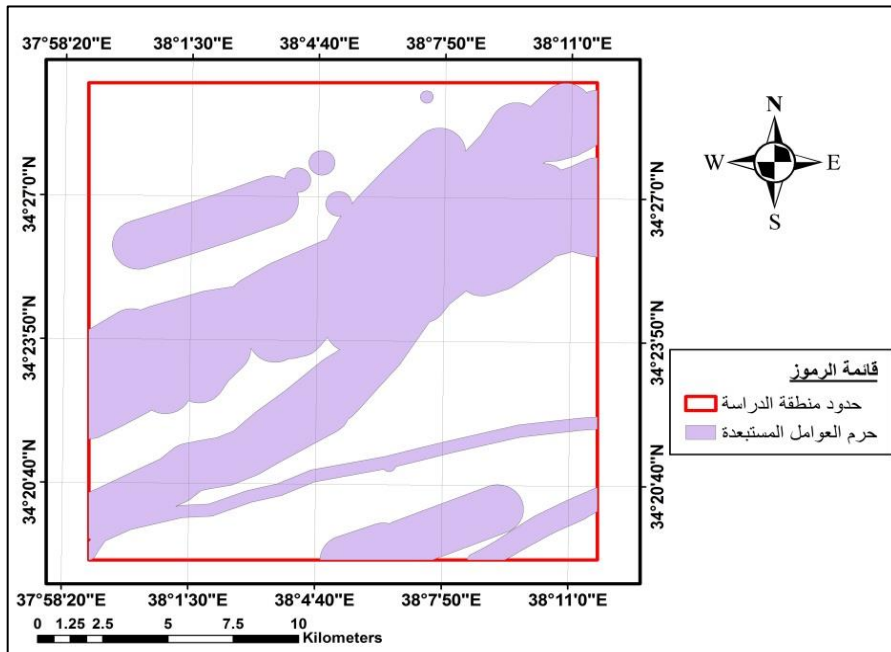 37°58'20"E 38°1'30"E 38°4'40"E 38°7'50"E 38°11'0"E
N
W E
S
34°27'0"N 34°27'0"N
34°23'50"N 34°23'50"N
34°20'40"N 34°20'40"N
قائمة الرموز
حدود منطقة الدراسة
حرم العوامل المستبعدة
37°58'20"E 38°1'30"E 38°4'40"E 38°7'50"E 38°11'0"E
0 1.25 2.5 5 7.5 10
Kilometers